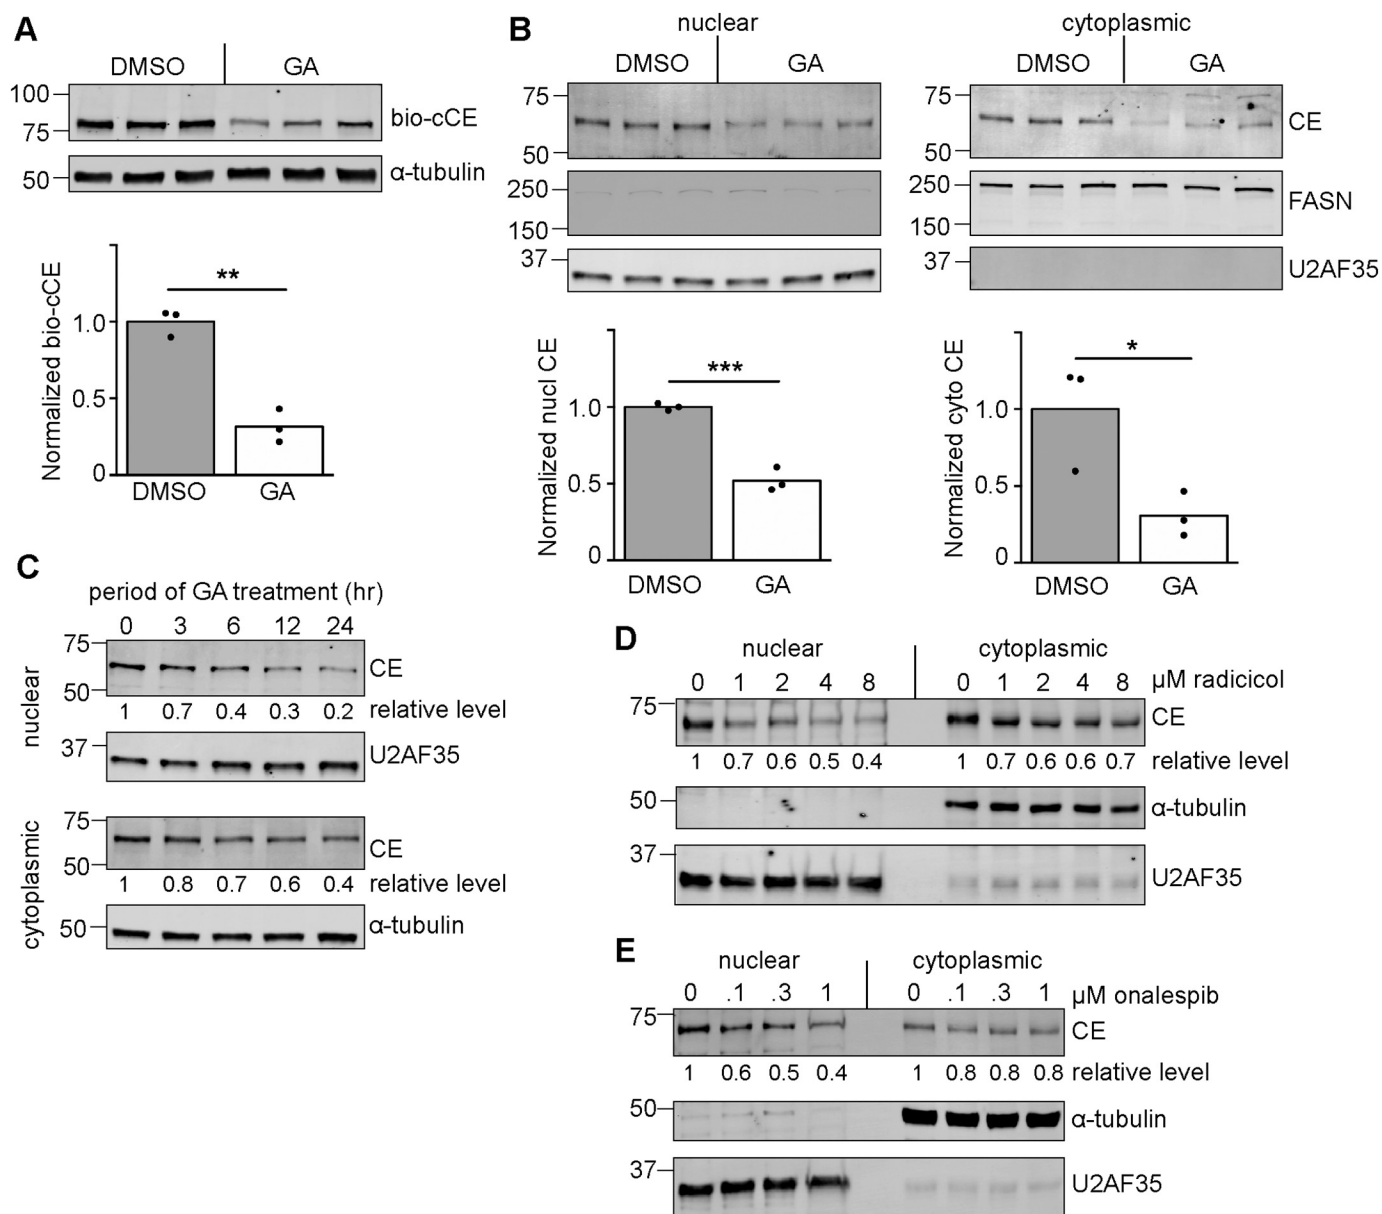 A
DMSO GA
100
75
bio-cCE
50
α-tubulin
Normalized bio-cCE
**
1.0
0.5
0
DMSO GA
B
nuclear cytoplasmic
DMSO GA DMSO GA
75
50
75
50
CE
250
150
250
150
FASN
37
37
U2AF35
Normalized nucl CE
***
1.0
0.5
0
DMSO GA
Normalized cyto CE
*
1.0
0.5
0
DMSO GA
C
period of GA treatment (hr)
0 3 6 12 24
nuclear
75
50
CE
1 0.7 0.4 0.3 0.2 relative level
37
U2AF35
cytoplasmic
75
50
CE
1 0.8 0.7 0.6 0.4 relative level
50
α-tubulin
D
nuclear cytoplasmic
0 1 2 4 8 0 1 2 4 8 µM radicicol
75
CE
1 0.7 0.6 0.5 0.4 1 0.7 0.6 0.6 0.7 relative level
50
α-tubulin
37
U2AF35
E
nuclear cytoplasmic
0 .1 .3 1 0 .1 .3 1 µM onalespib
75
CE
1 0.6 0.5 0.4 1 0.8 0.8 0.8 relative level
50
α-tubulin
37
U2AF35